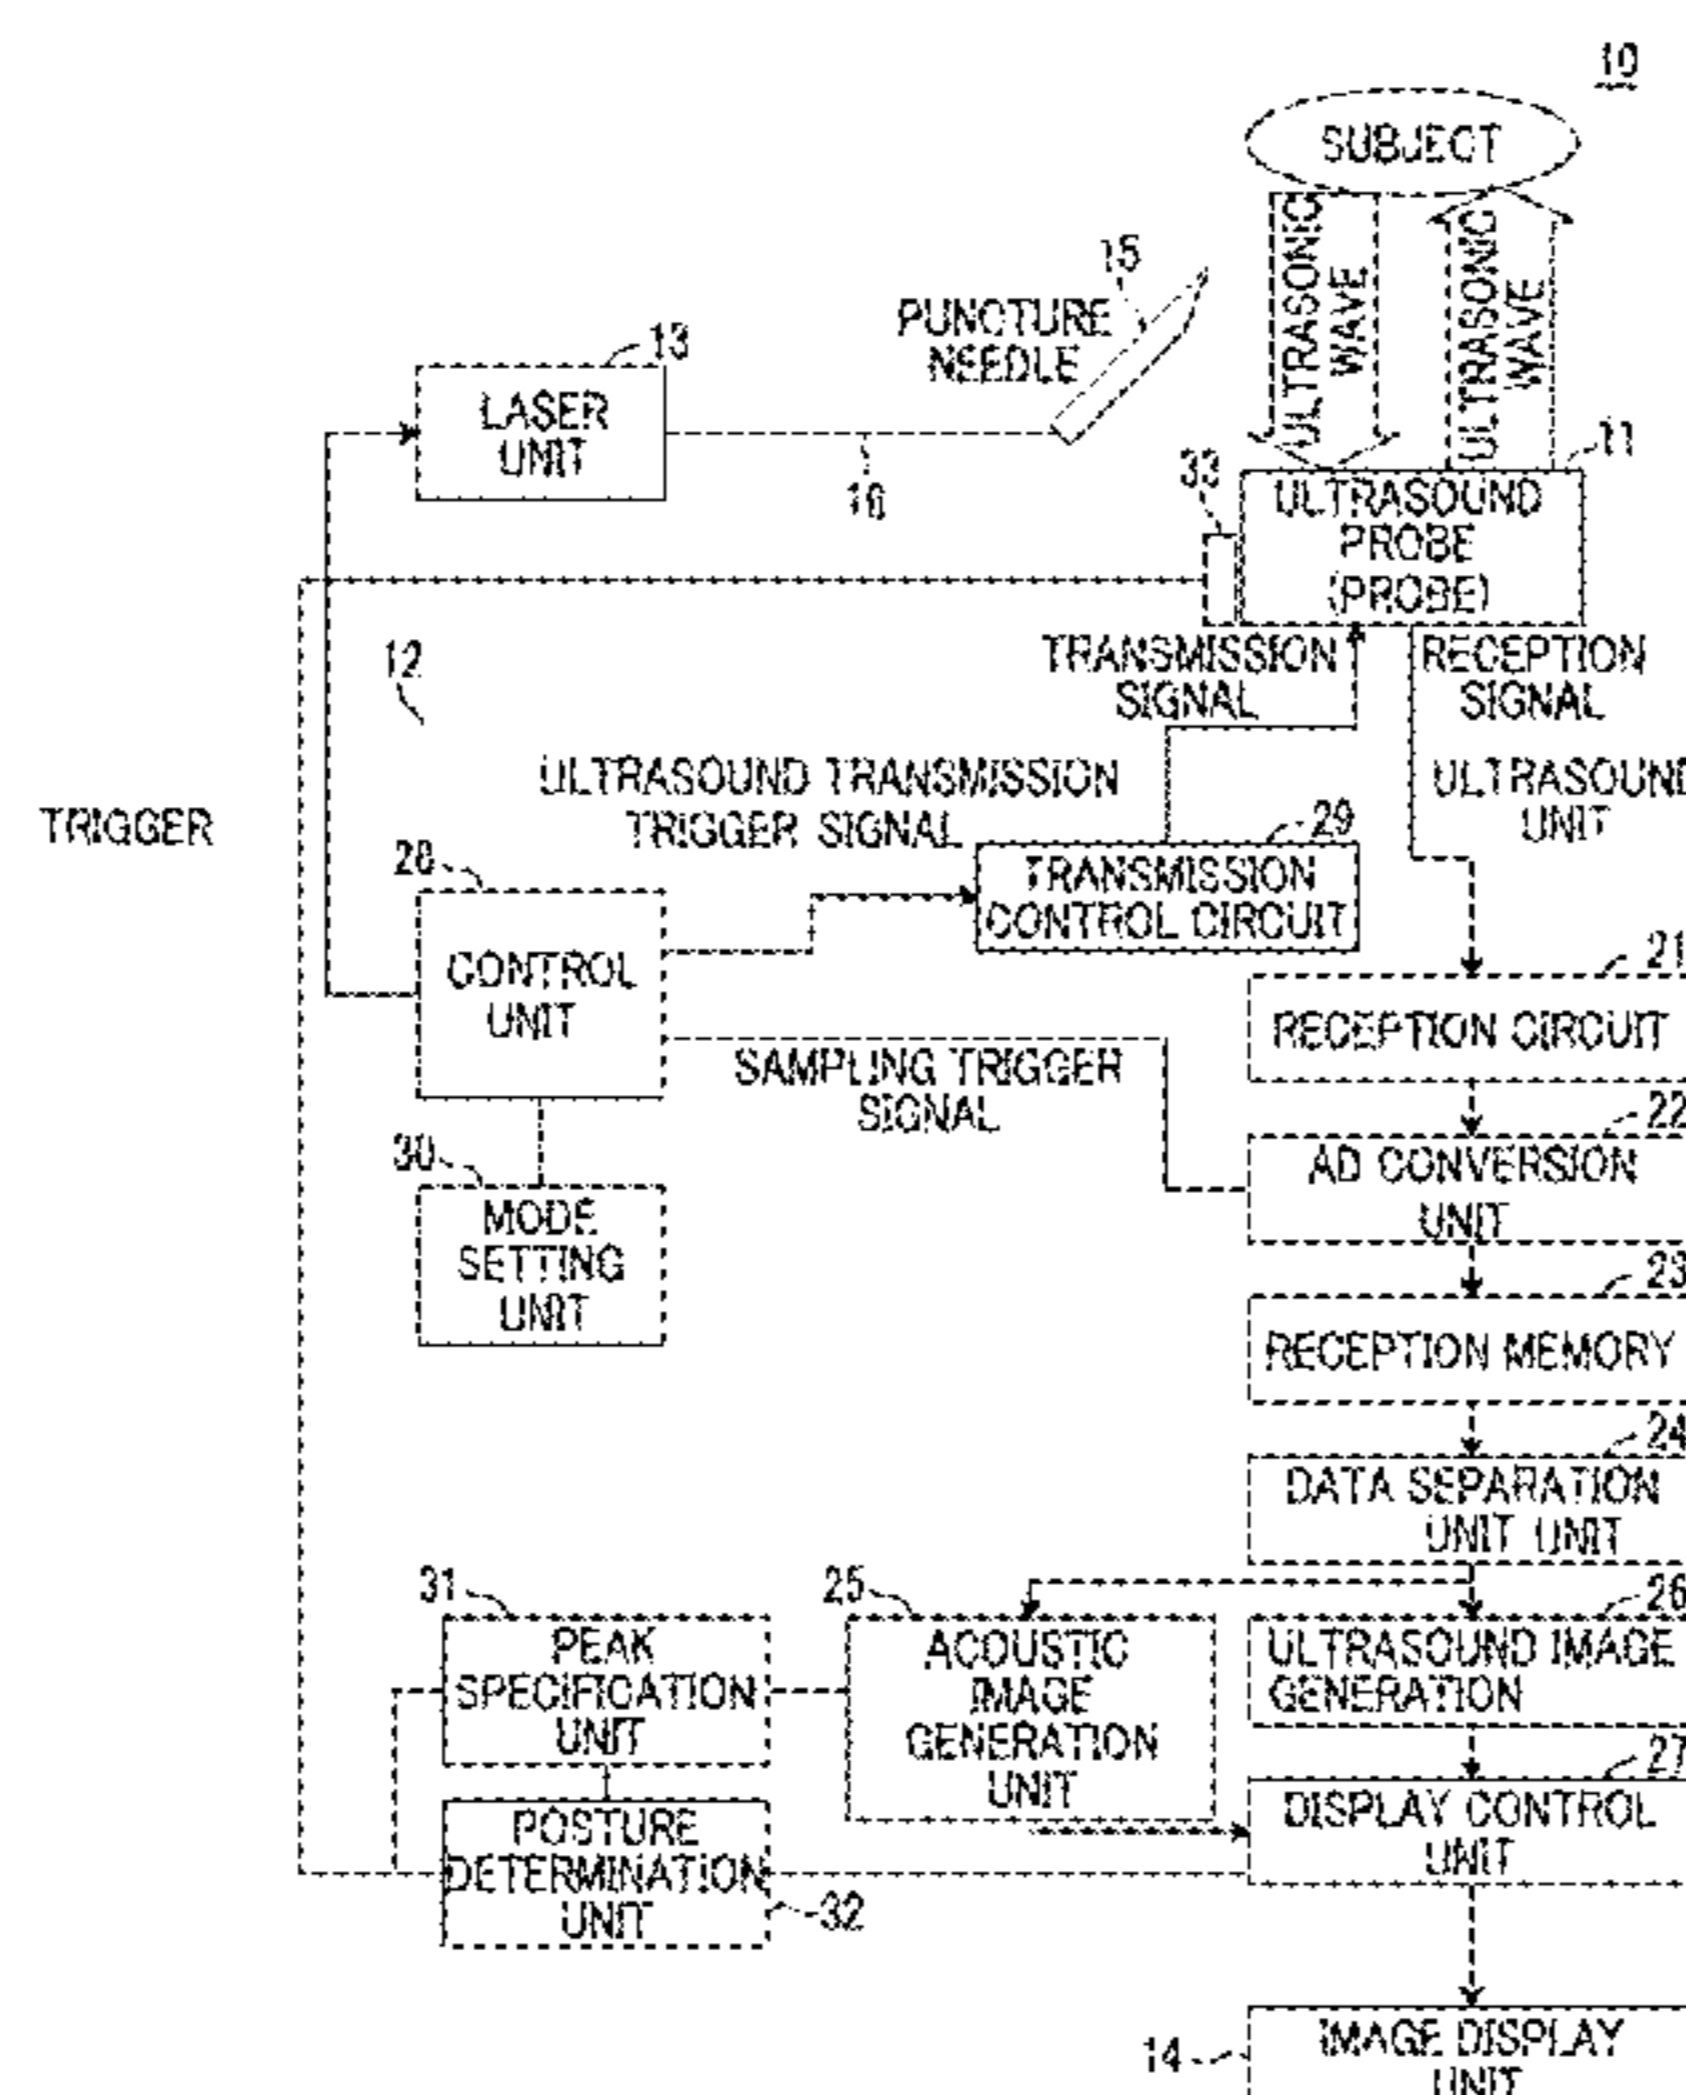 10
SUBJECT
ULTRASONIC
WAVE
ULTRASONIC
WAVE
15
PUNCTURE
NEEDLE
13
LASER
UNIT
16
11
33
ULTRASOUND
PROBE
(PROBE)
12
TRANSMISSION
SIGNAL
RECEPTION
SIGNAL
ULTRASOUND TRANSMISSION
TRIGGER SIGNAL
ULTRASOUND
UNIT
TRIGGER
28
29
TRANSMISSION
CONTROL CIRCUIT
CONTROL
UNIT
21
RECEPTION CIRCUIT
SAMPLING TRIGGER
SIGNAL
22
AD CONVERSION
UNIT
30
MODE
SETTING
UNIT
23
RECEPTION MEMORY
24
DATA SEPARATION
UNIT UNIT
31
PEAK
SPECIFICATION
UNIT
25
ACOUSTIC
IMAGE
GENERATION
UNIT
26
ULTRASOUND IMAGE
GENERATION
27
DISPLAY CONTROL
UNIT
POSTURE
DETERMINATION
UNIT
32
14
IMAGE DISPLAY
UNIT